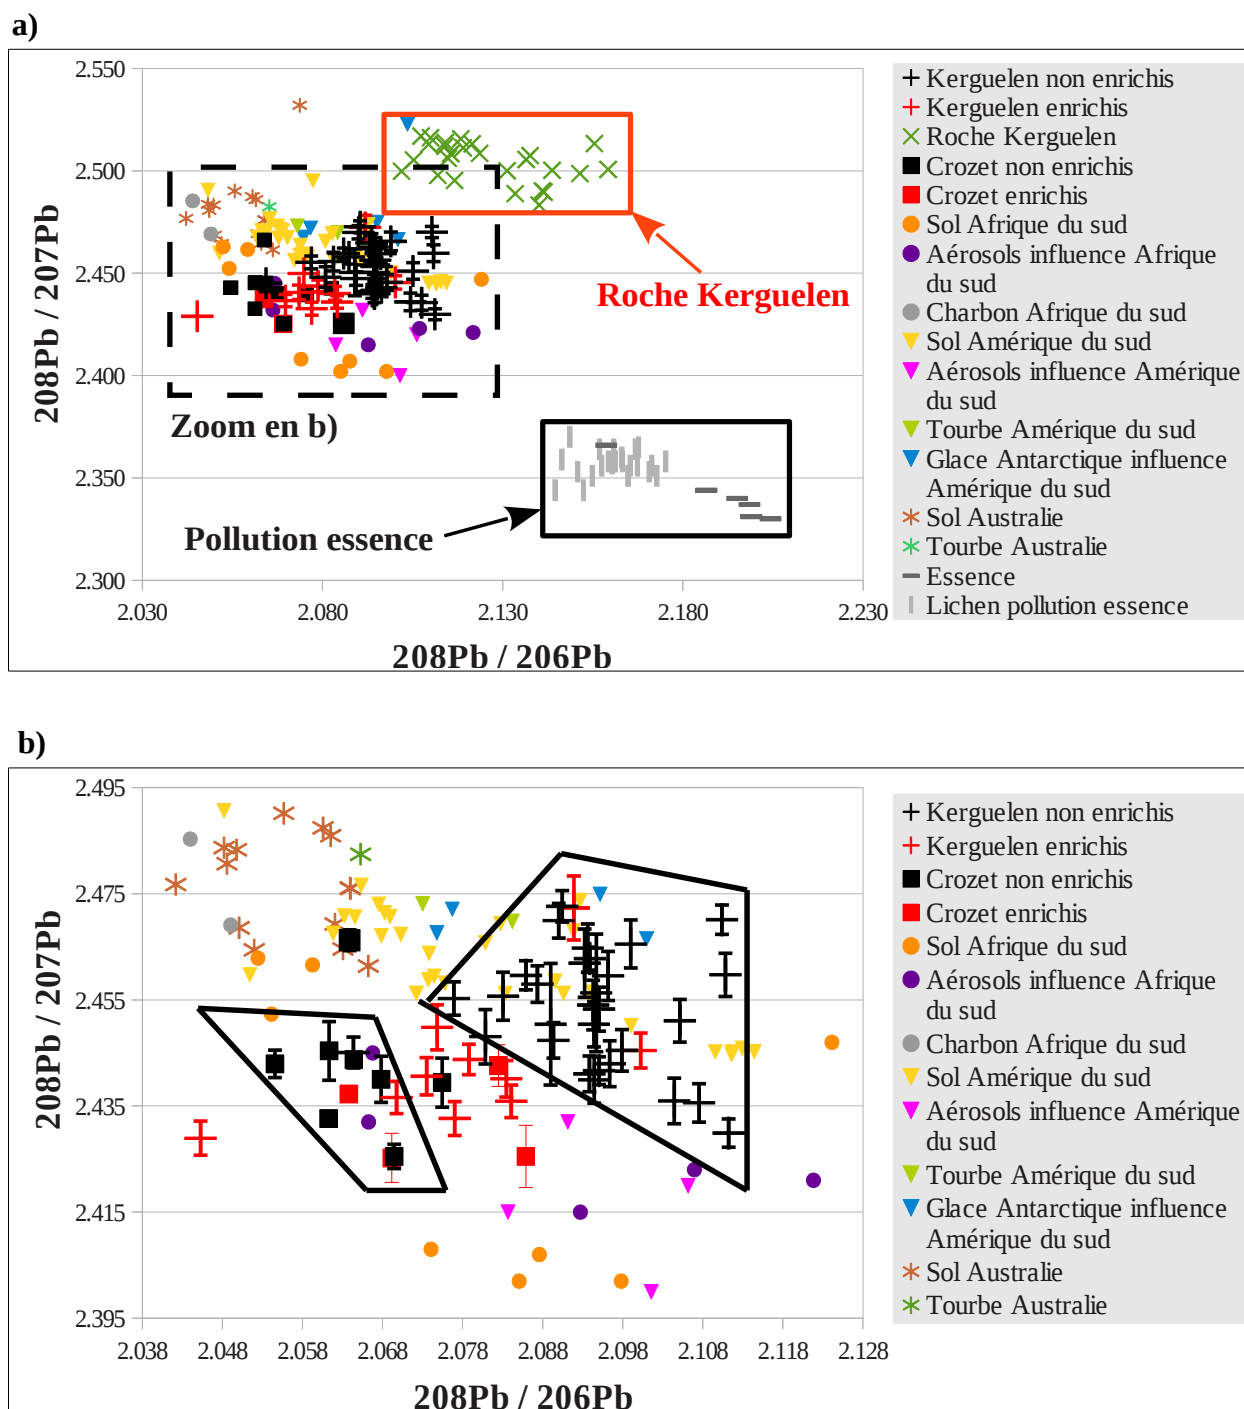 a)
2.550
2.500
2.450
2.400
2.350
2.300
2.030
2.080
2.130
2.180
2.230
208Pb / 207Pb
208Pb / 206Pb
Roche Kerguelen
Zoom en b)
Pollution essence
Kerguelen non enrichis
Kerguelen enrichis
Roche Kerguelen
Crozet non enrichis
Crozet enrichis
Sol Afrique du sud
Aérosols influence Afrique
du sud
Charbon Afrique du sud
Sol Amérique du sud
Aérosols influence Amérique
du sud
Tourbe Amérique du sud
Glace Antarctique influence
Amérique du sud
Sol Australie
Tourbe Australie
Essence
Lichen pollution essence
b)
2.495
2.475
2.455
2.435
2.415
2.395
2.038
2.048
2.058
2.068
2.078
2.088
2.098
2.108
2.118
2.128
208Pb / 207Pb
208Pb / 206Pb
Kerguelen non enrichis
Kerguelen enrichis
Crozet non enrichis
Crozet enrichis
Sol Afrique du sud
Aérosols influence Afrique
du sud
Charbon Afrique du sud
Sol Amérique du sud
Aérosols influence Amérique
du sud
Tourbe Amérique du sud
Glace Antarctique influence
Amérique du sud
Sol Australie
Tourbe Australie